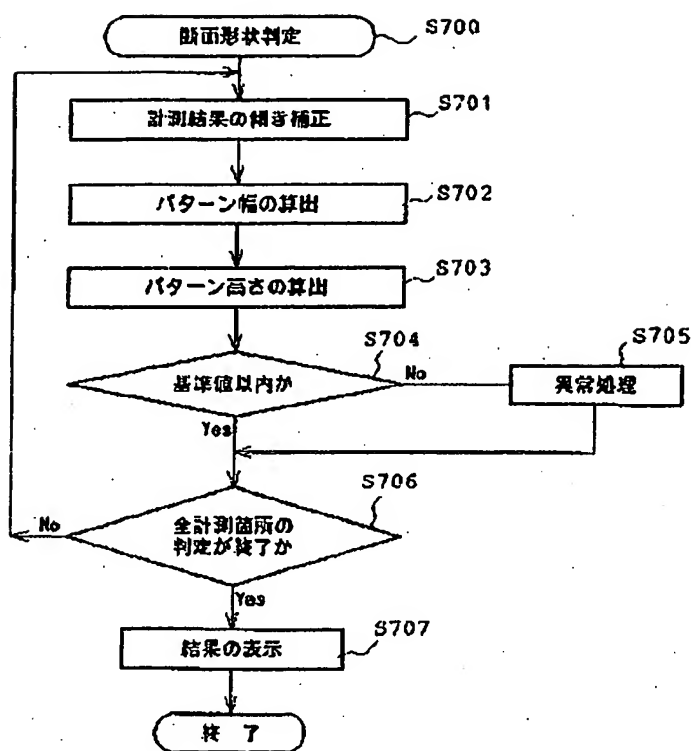 断面形状判定
S700
計測結果の傾き補正
S701
パターン幅の算出
S702
パターン高さの算出
S703
基準値以内か
S704
No
異常処理
S705
Yes
全計測箇所の
判定が終了か
S706
No
Yes
結果の表示
S707
終了